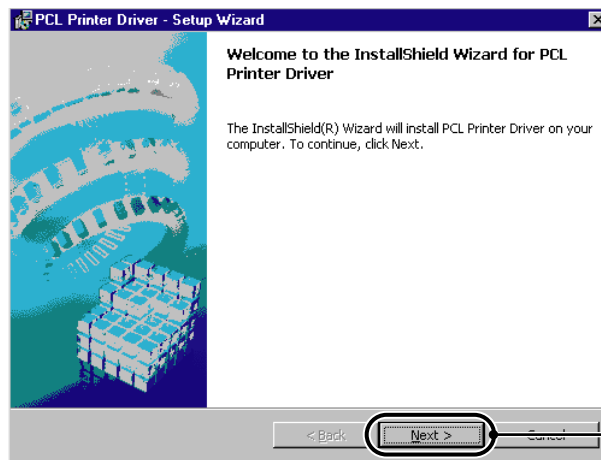 PCL Printer Driver - Setup Wizard
Welcome to the InstallShield Wizard for PCL
Printer Driver
The InstallShield(R) Wizard will install PCL Printer Driver on your
computer. To continue, click Next.
< Back Next > Cancel